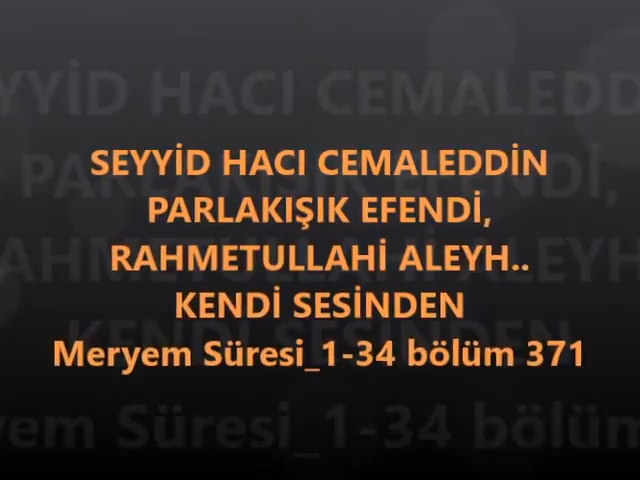 SEYYİD HACI CEMALEDDİN
PARLAKIŞIK EFENDİ,
RAHMETULLAHİ ALEYH..
KENDİ SESİNDEN
Meryem Süresi_1-34 bölüm 371